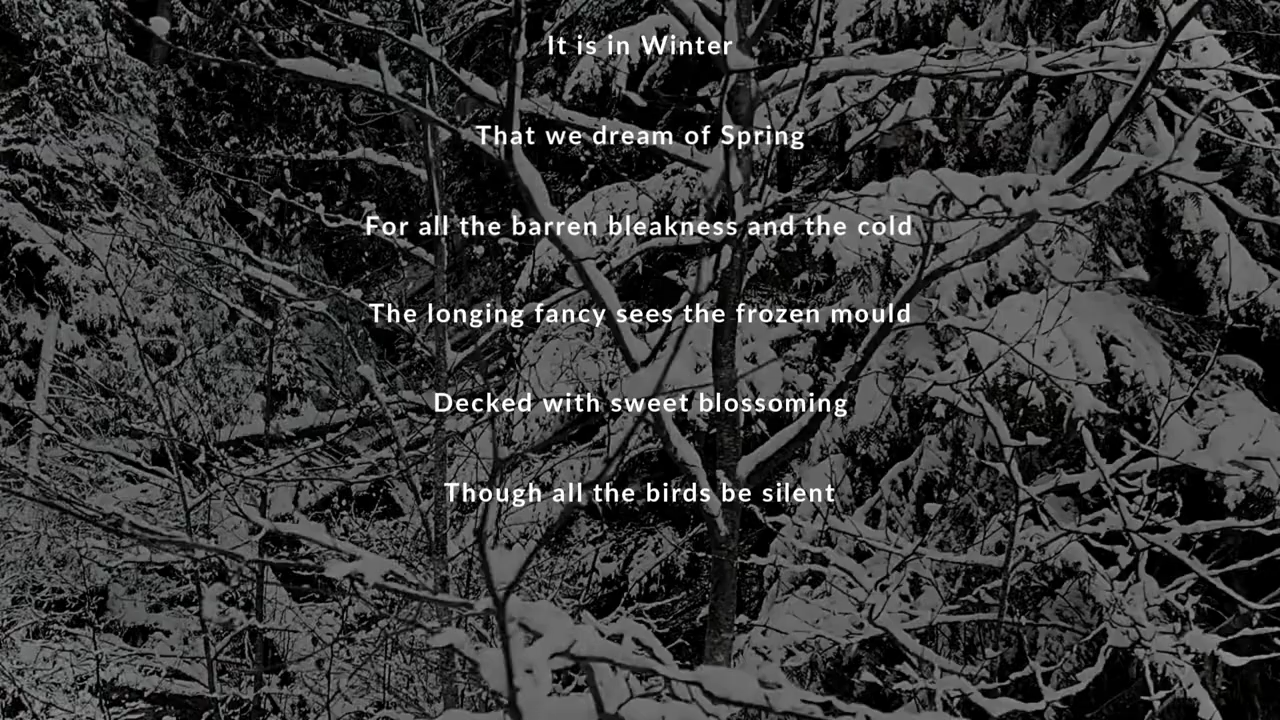 It is in Winter
That we dream of Spring
For all the barren bleakness and the cold
The longing fancy sees the frozen mould
Decked with sweet blossoming
Though all the birds be silent